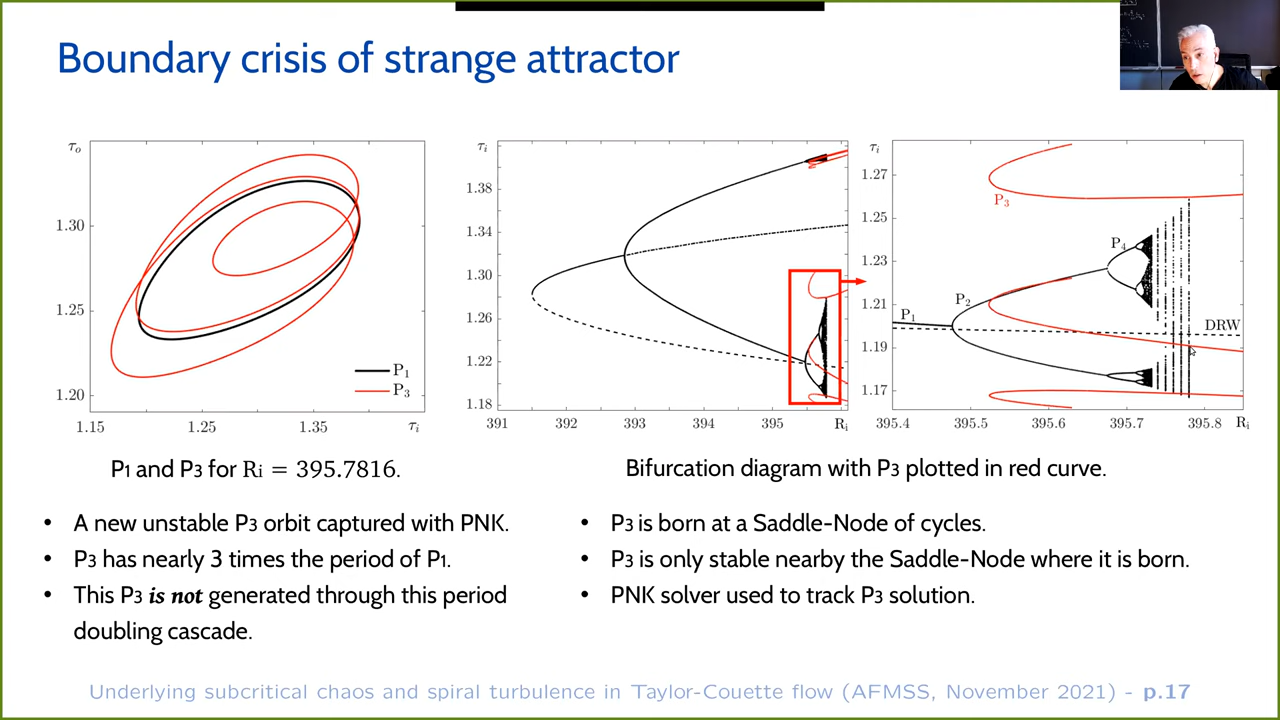 Boundary crisis of strange attractor
τo
1.30
1.25
1.20
1.15
1.25
1.35
τi
P1
P3
τi
1.38
1.34
1.30
1.26
1.22
1.18
391
392
393
394
395
Ri
τi
1.27
1.25
1.23
1.21
1.19
1.17
P3
P4
P2
P1
DRW
395.4
395.5
395.6
395.7
395.8
Ri
P1 and P3 for Ri = 395.7816.
Bifurcation diagram with P3 plotted in red curve.
• A new unstable P3 orbit captured with PNK.
• P3 has nearly 3 times the period of P1.
• This P3 is not generated through this period
doubling cascade.
• P3 is born at a Saddle-Node of cycles.
• P3 is only stable nearby the Saddle-Node where it is born.
• PNK solver used to track P3 solution.
Underlying subcritical chaos and spiral turbulence in Taylor-Couette flow (AFMSS, November 2021) - p.17